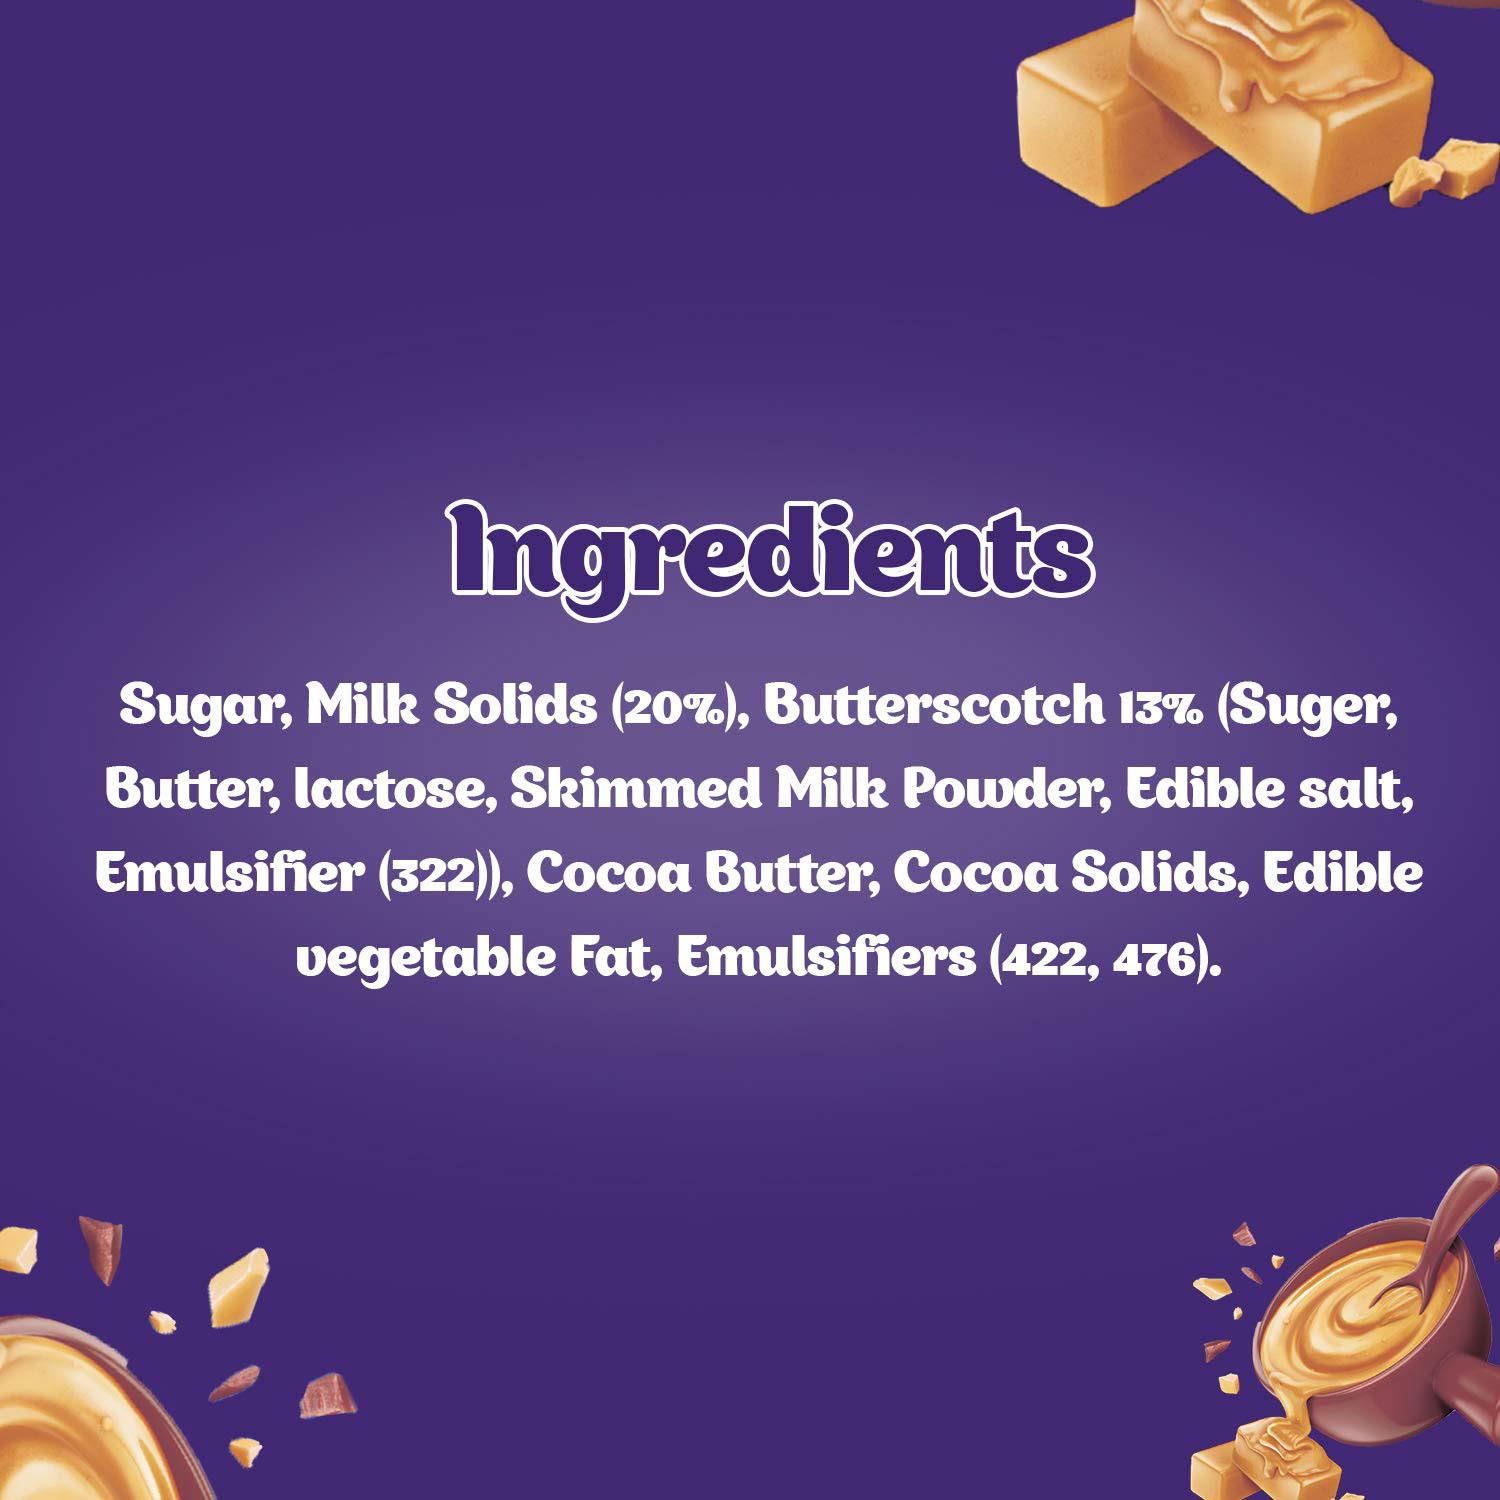 Ingredients
Sugar, Milk Solids (20%), Butterscotch 13% (Suger,
Butter, lactose, Skimmed Milk Powder, Edible salt,
Emulsifier (322)), Cocoa Butter, Cocoa Solids, Edible
vegetable Fat, Emulsifiers (422, 476).